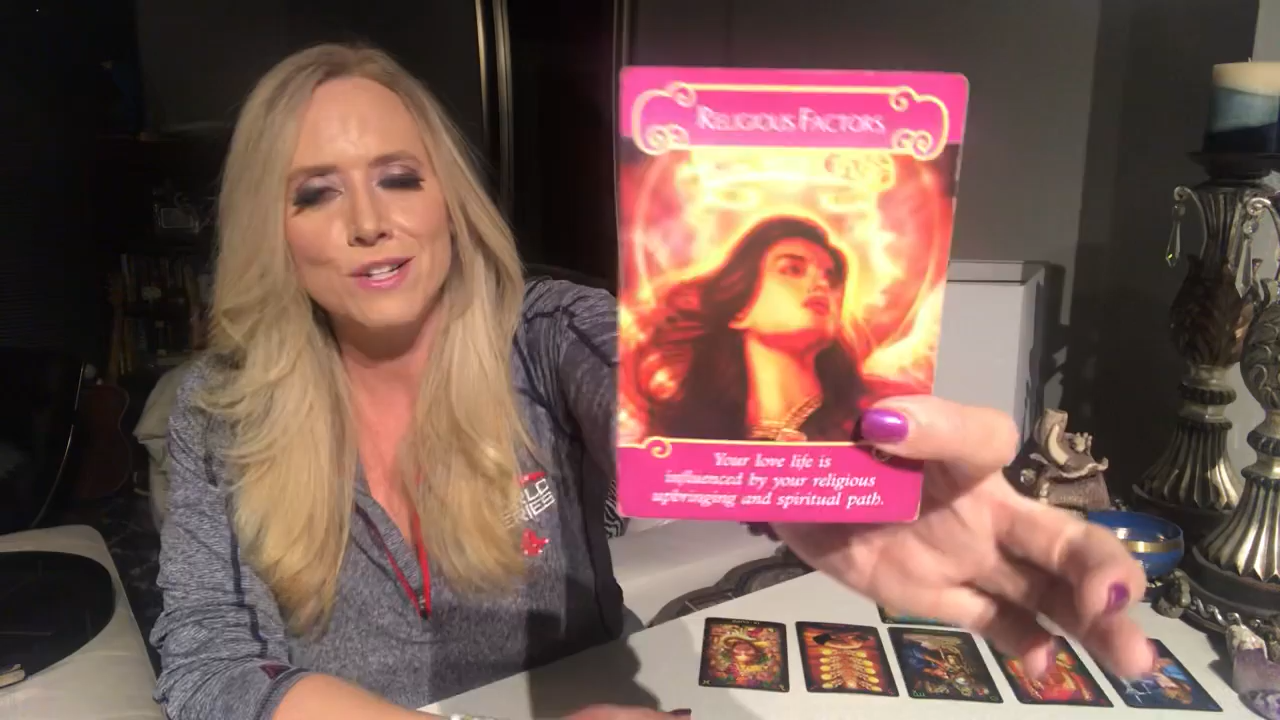 RELIGIOUS FACTORS
Your love life is
influenced by your religious
upbringing and spiritual path.